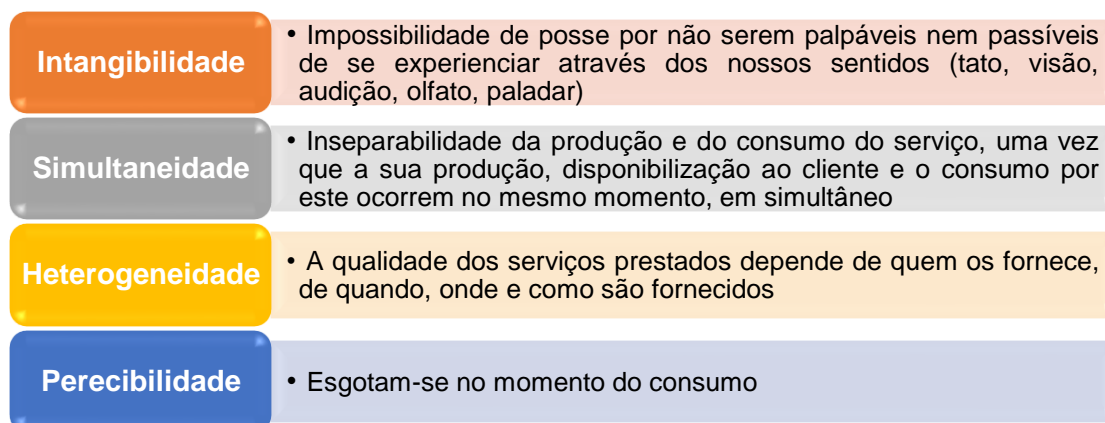 Intangibilidade
• Impossibilidade de posse por não serem palpáveis nem passíveis
de se experienciar através dos nossos sentidos (tato, visão,
audição, olfato, paladar)
Simultaneidade
• Inseparabilidade da produção e do consumo do serviço, uma vez
que a sua produção, disponibilização ao cliente e o consumo por
este ocorrem no mesmo momento, em simultâneo
Heterogeneidade
• A qualidade dos serviços prestados depende de quem os fornece,
de quando, onde e como são fornecidos
Perecibilidade
• Esgotam-se no momento do consumo